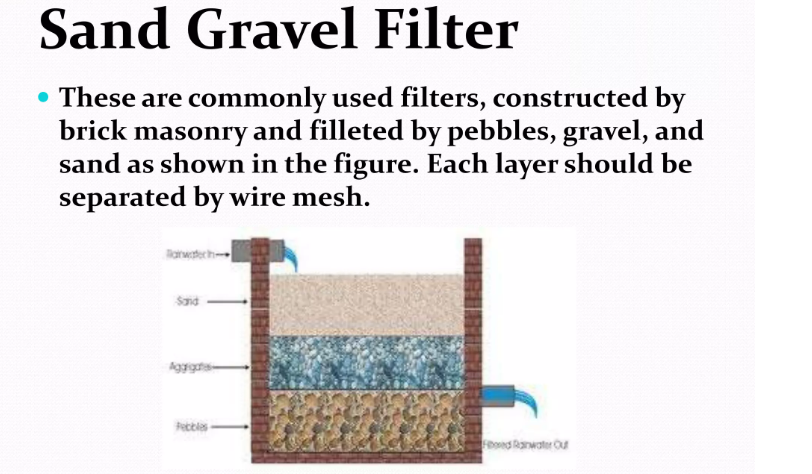 Sand Gravel Filter
These are commonly used filters, constructed by
brick masonry and filleted by pebbles, gravel, and
sand as shown in the figure. Each layer should be
separated by wire mesh.
Rainwater In
Sand
Aggrigates
Pebbles
Filtered Rainwater Out